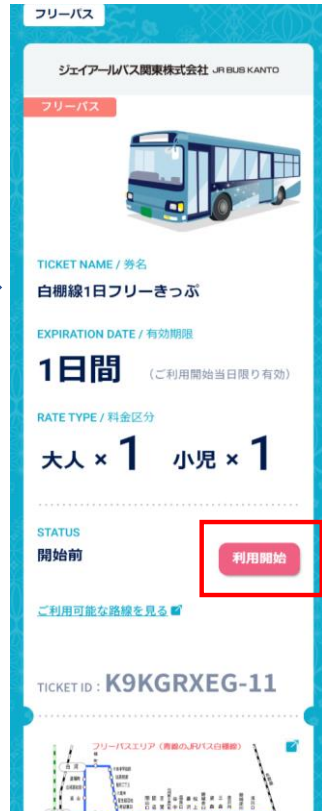 フリーパス
ジェイアールバス関東株式会社 JR BUS KANTO
フリーパス
TICKET NAME / 券名
白棚線1日フリーきっぷ
EXPIRATION DATE / 有効期限
1日間 (ご利用開始当日限り有効)
RATE TYPE / 料金区分
大人 × 1 小児 × 1
STATUS
開始前
利用開始
ご利用可能な路線を見る
TICKET ID : K9KGRXEG-11
フリーパスエリア (青線のJRバス白棚線)